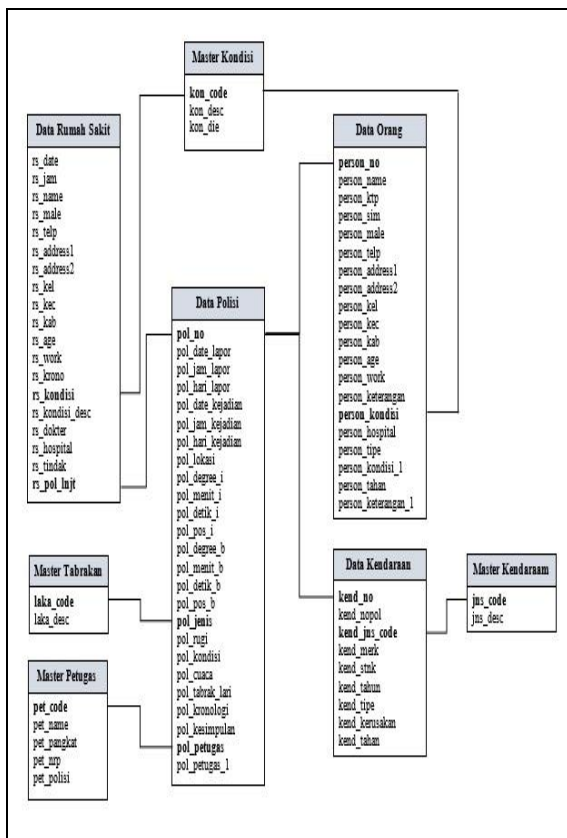 Master Kondisi
kon_code
kon_desc
kon_die
Data Rumah Sakit
rs_date
rs_jam
rs_name
rs_male
rs_telp
rs_address1
rs_address2
rs_kel
rs_kec
rs_kab
rs_age
rs_work
rs_krono
rs_kondisi
rs_kondisi_desc
rs_dokter
rs_hospital
rs_tindak
rs_pol_lnjt
Data Orang
person_no
person_name
person_ktp
person_sim
person_male
person_telp
person_address1
person_address2
person_kel
person_kec
person_kab
person_age
person_work
person_keterangan
person_kondisi
person_hospital
person_tipe
person_kondisi_1
person_tahan
person_keterangan_1
Data Polisi
pol_no
pol_date_lapor
pol_jam_lapor
pol_hari_lapor
pol_date_kejadian
pol_jam_kejadian
pol_hari_kejadian
pol_lokasi
pol_degree_i
pol_menit_i
pol_detik_i
pol_pos_i
pol_degree_b
pol_menit_b
pol_detik_b
pol_pos_b
pol_jenis
pol_rugi
pol_kondisi
pol_cuaca
pol_tabrak_lari
pol_kronologi
pol_kesimpulan
pol_petugas
pol_petugas_1
Master Tabrakan
laka_code
laka_desc
Master Petugas
pet_code
pet_name
pet_pangkat
pet_nrp
pet_polisi
Data Kendaraan
kend_no
kend_nopol
kend_jns_code
kend_merk
kend_stnk
kend_tahun
kend_tipe
kend_kerusakan
kend_tahan
Master Kendaraam
jns_code
jns_desc